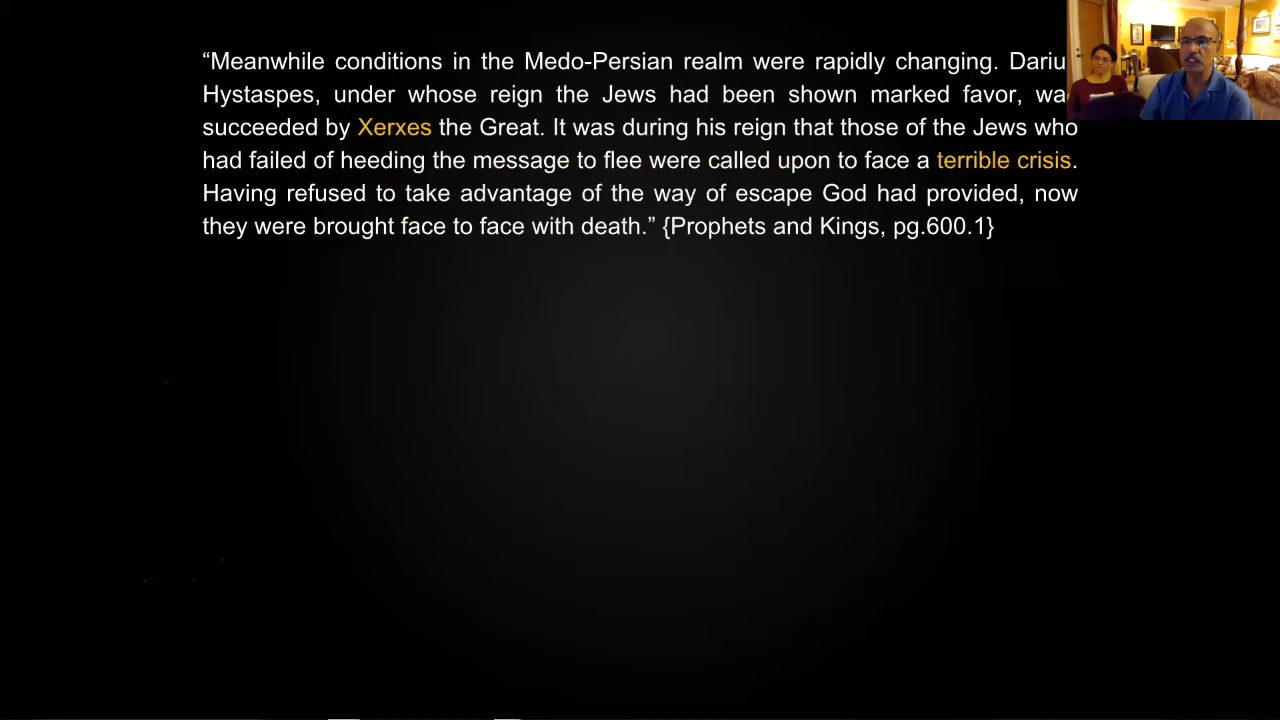 “Meanwhile conditions in the Medo-Persian realm were rapidly changing. Dariu
Hystaspes, under whose reign the Jews had been shown marked favor, wa
succeeded by Xerxes the Great. It was during his reign that those of the Jews who
had failed of heeding the message to flee were called upon to face a terrible crisis.
Having refused to take advantage of the way of escape God had provided, now
they were brought face to face with death.” {Prophets and Kings, pg.600.1}